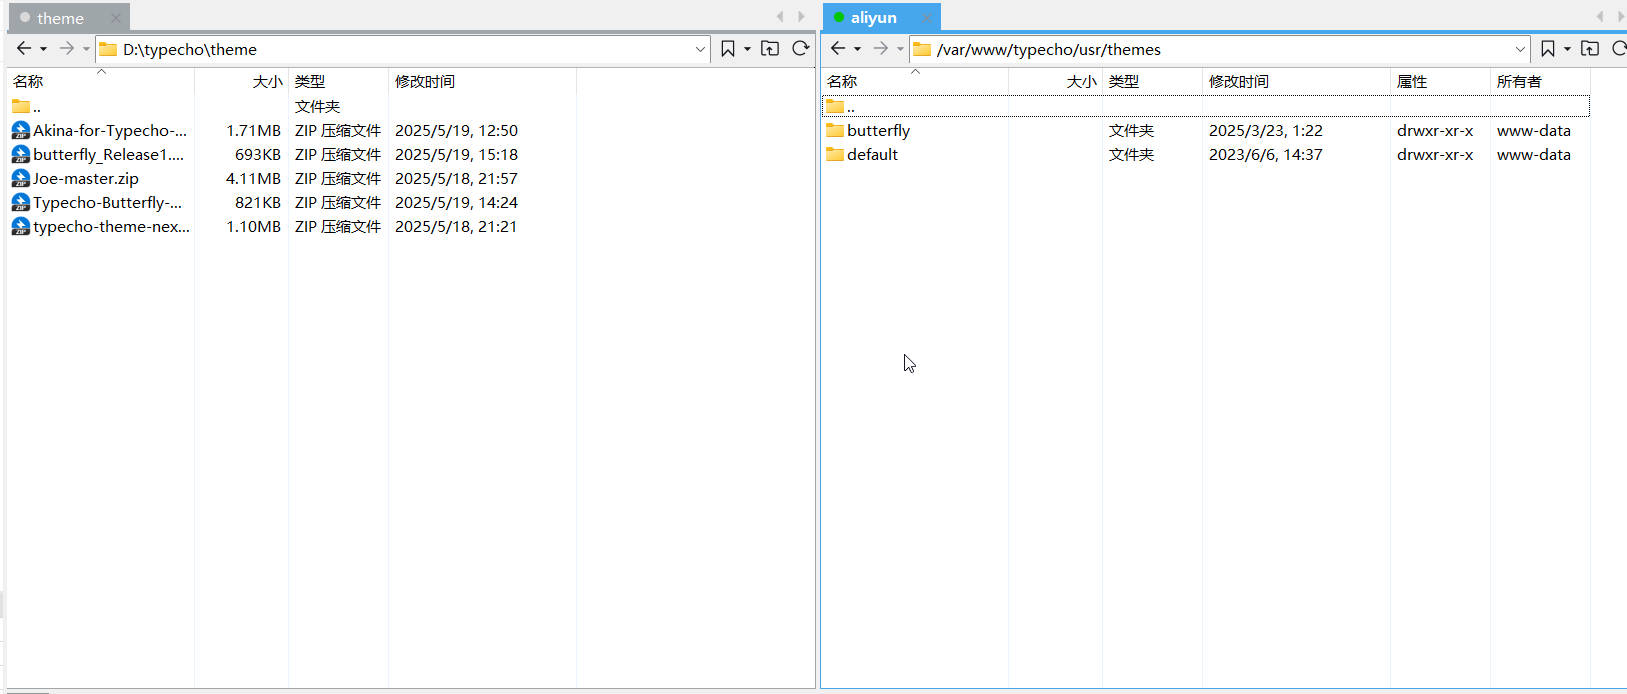 theme
D:\typecho\theme
名称 大小 类型 修改时间
.. 文件夹
Akina-for-Typecho-... 1.71MB ZIP 压缩文件 2025/5/19, 12:50
butterfly_Release1.... 693KB ZIP 压缩文件 2025/5/19, 15:18
Joe-master.zip 4.11MB ZIP 压缩文件 2025/5/18, 21:57
Typecho-Butterfly-... 821KB ZIP 压缩文件 2025/5/19, 14:24
typecho-theme-nex... 1.10MB ZIP 压缩文件 2025/5/18, 21:21
aliyun
/var/www/typecho/usr/themes
名称 大小 类型 修改时间 属性 所有者
..
butterfly 文件夹 2025/3/23, 1:22 drwxr-xr-x www-data
default 文件夹 2023/6/6, 14:37 drwxr-xr-x www-data